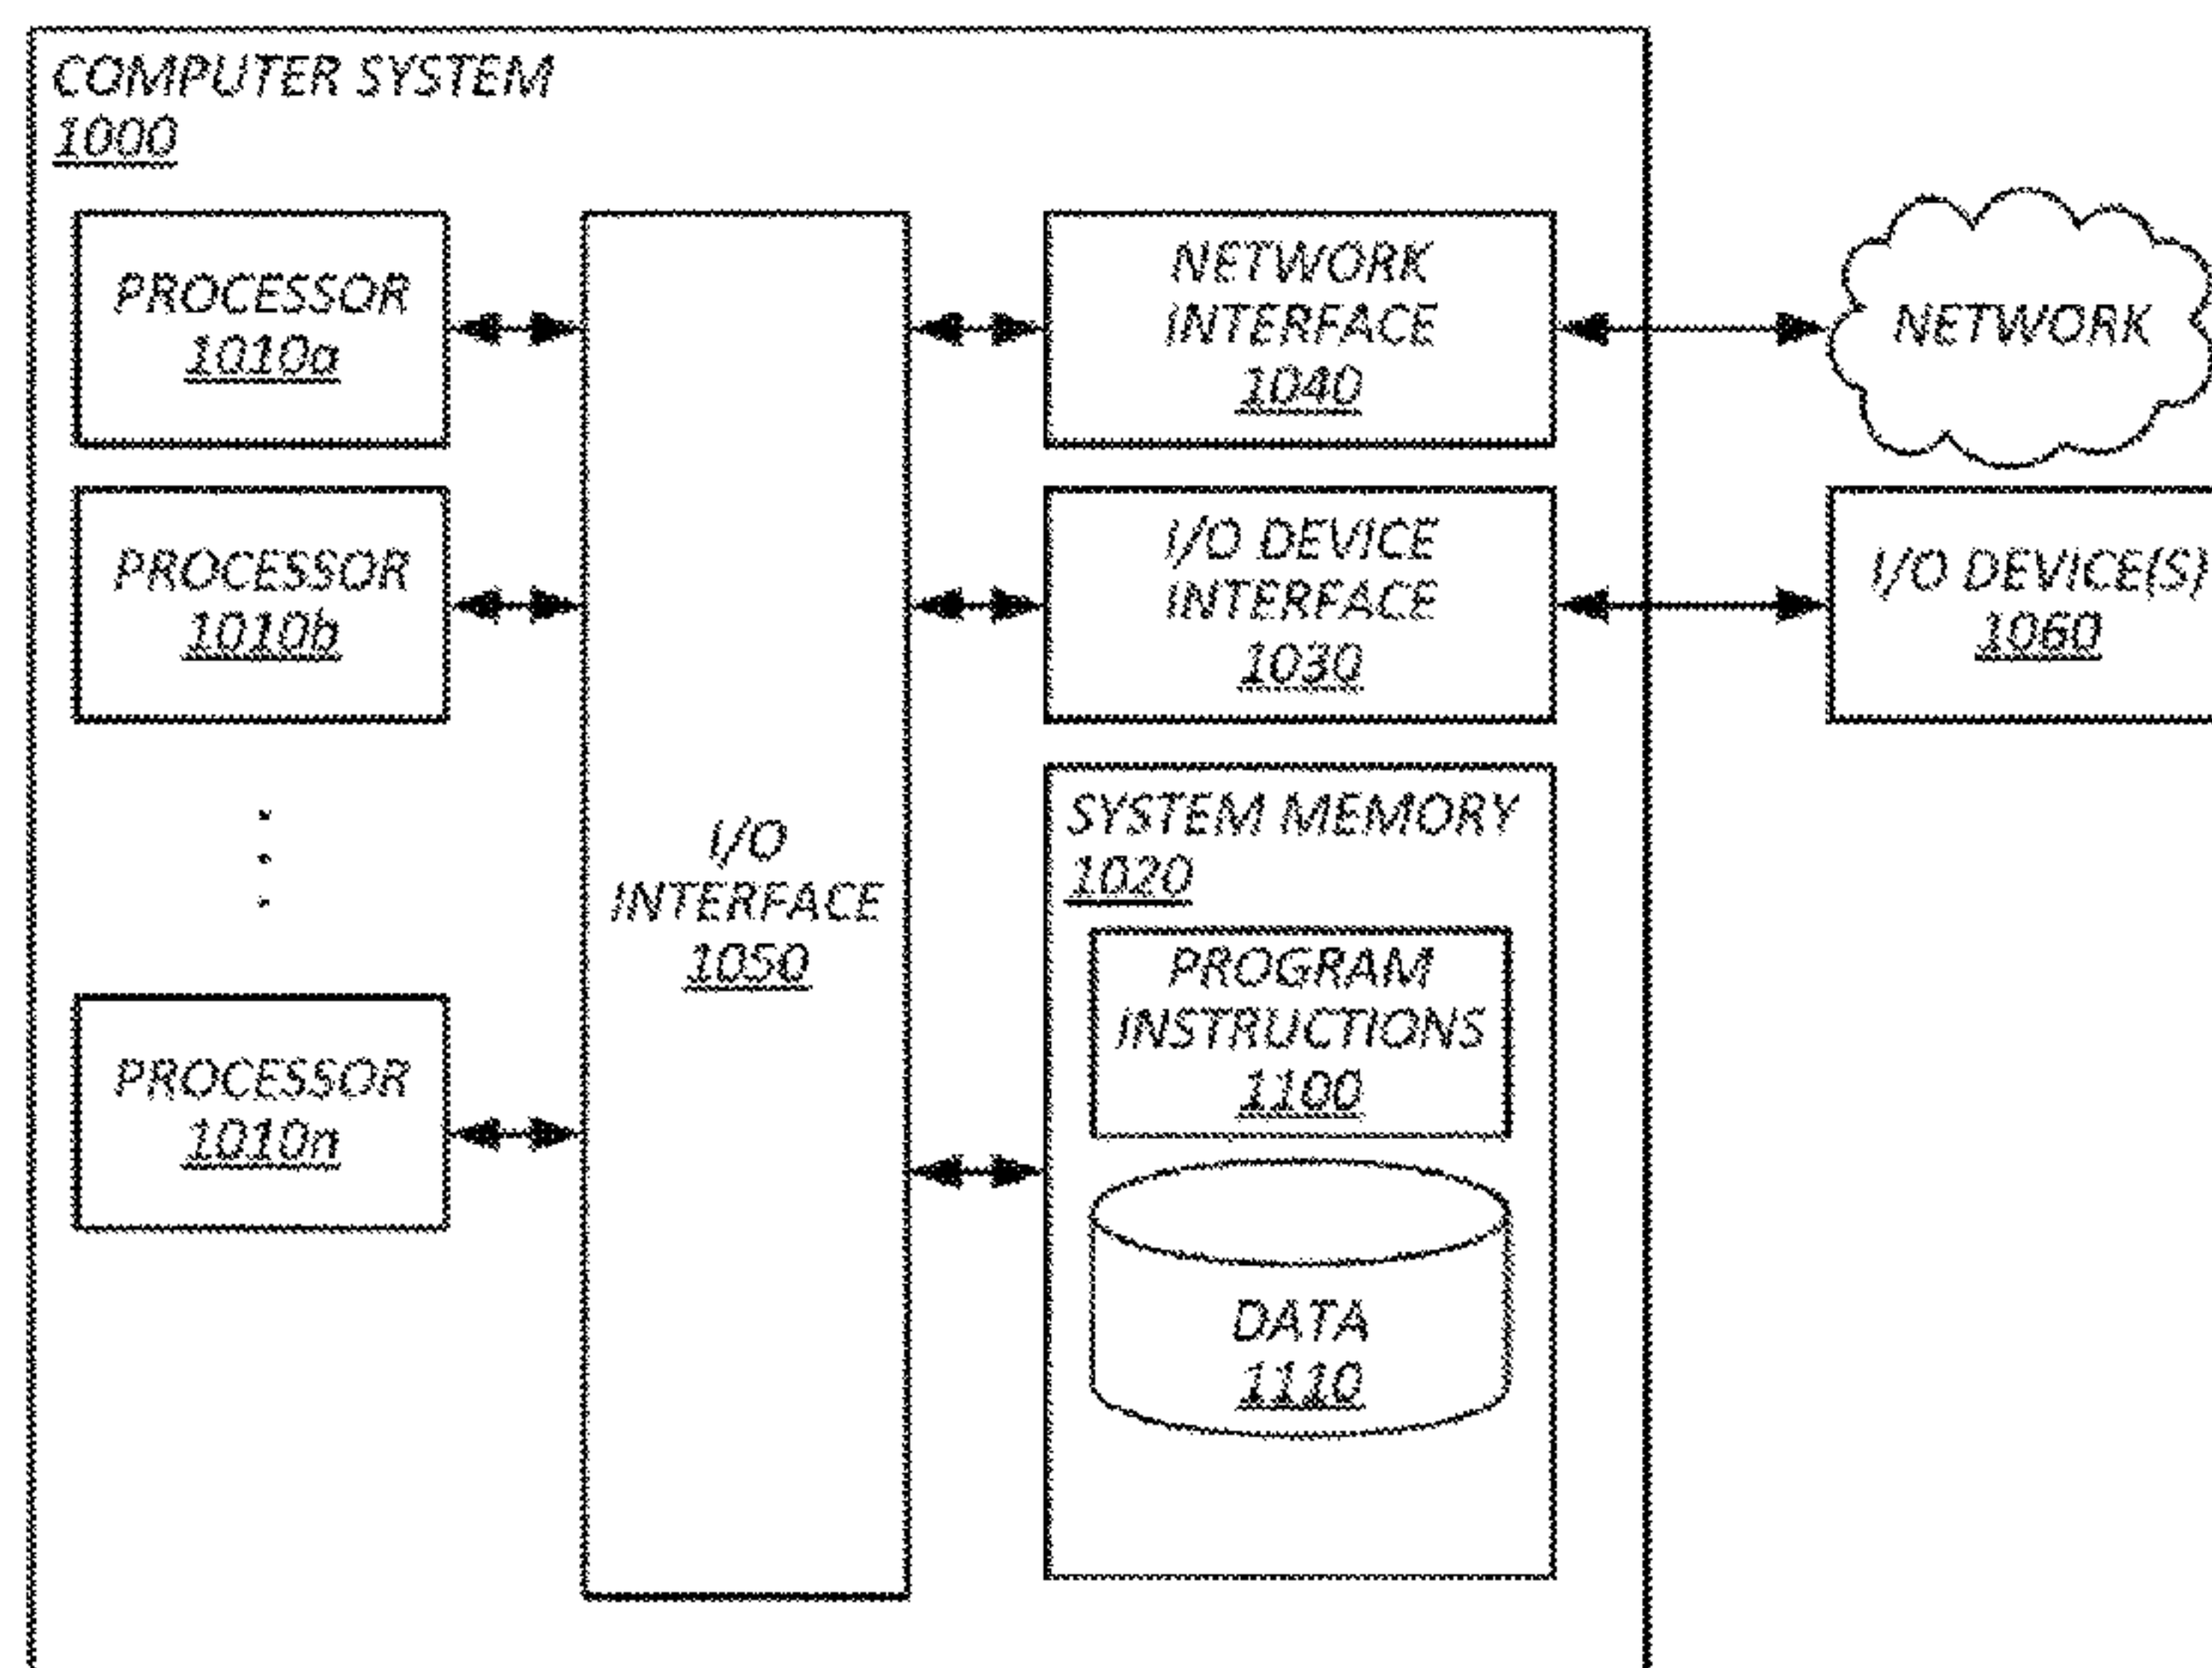 COMPUTER SYSTEM
1000
PROCESSOR
1010a
PROCESSOR
1010b
PROCESSOR
1010n
I/O
INTERFACE
1050
NETWORK
INTERFACE
1040
I/O DEVICE
INTERFACE
1030
SYSTEM MEMORY
1020
PROGRAM
INSTRUCTIONS
1100
DATA
1110
NETWORK
I/O DEVICE(S)
1060